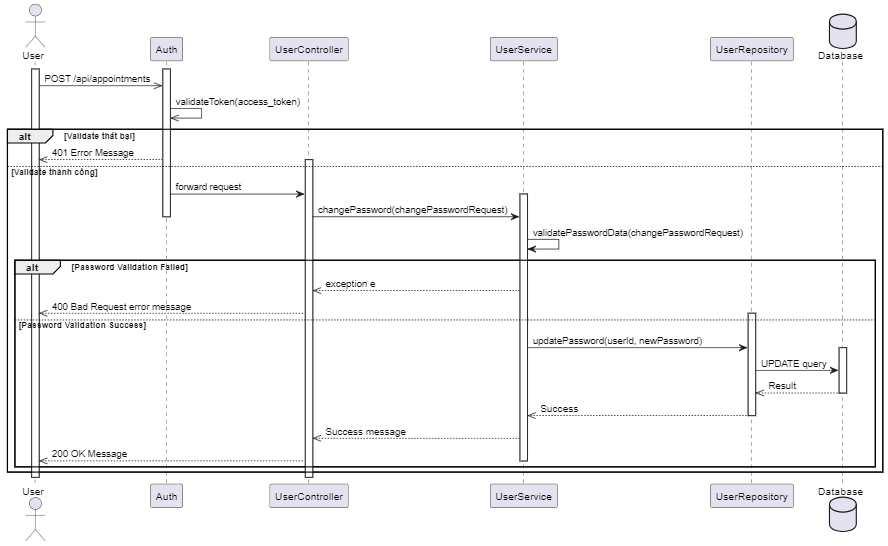 User
Auth
UserController
UserService
UserRepository
Database
POST /api/appointments
validateToken(access_token)
alt
[Validate thất bại]
401 Error Message
[Validate thành công]
forward request
changePassword(changePasswordRequest)
validatePasswordData(changePasswordRequest)
alt
[Password Validation Failed]
exception e
400 Bad Request error message
[Password Validation Success]
updatePassword(userId, newPassword)
UPDATE query
Result
Success
Success message
200 OK Message
User
Auth
UserController
UserService
UserRepository
Database